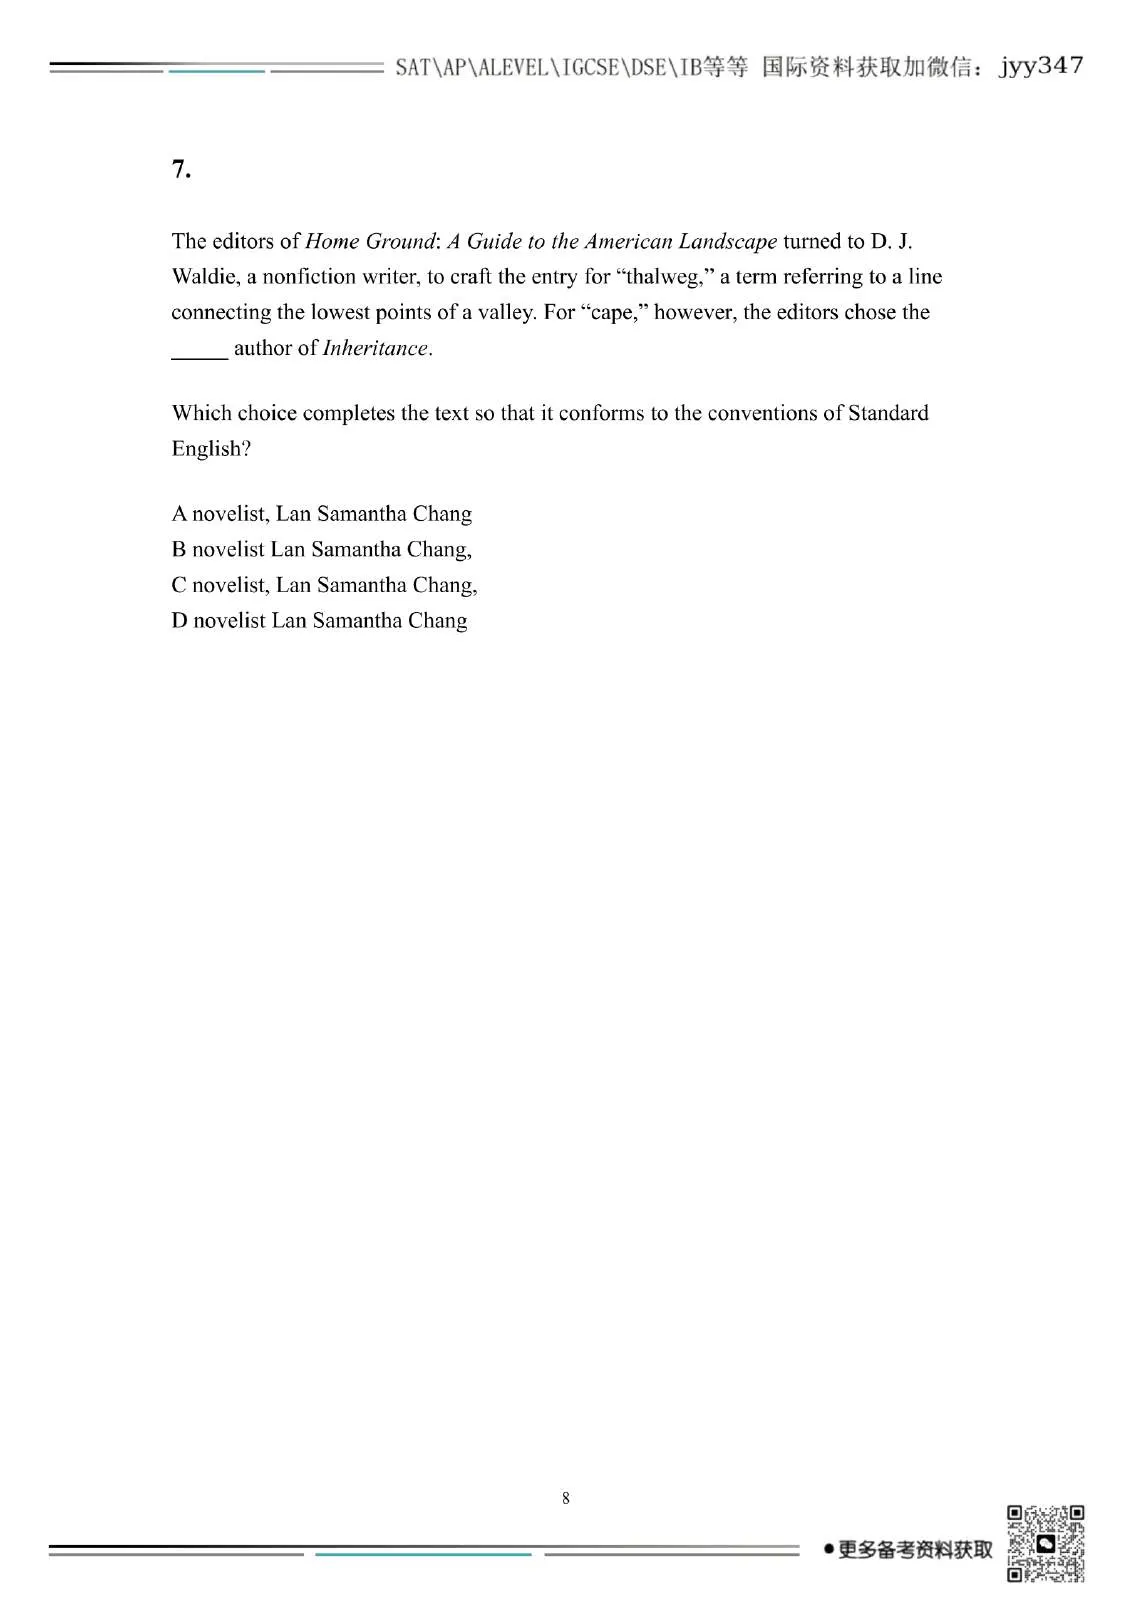 SAT\AP\ALEVEL\IGCSE\DSE\IB等等 国际资料获取加微信: jyy347
7.
The editors of Home Ground: A Guide to the American Landscape turned to D. J.
Waldie, a nonfiction writer, to craft the entry for “thalweg,” a term referring to a line
connecting the lowest points of a valley. For “cape,” however, the editors chose the
_____ author of Inheritance.
Which choice completes the text so that it conforms to the conventions of Standard
English?
A novelist, Lan Samantha Chang
B novelist Lan Samantha Chang,
C novelist, Lan Samantha Chang,
D novelist Lan Samantha Chang
8
●更多备考资料获取